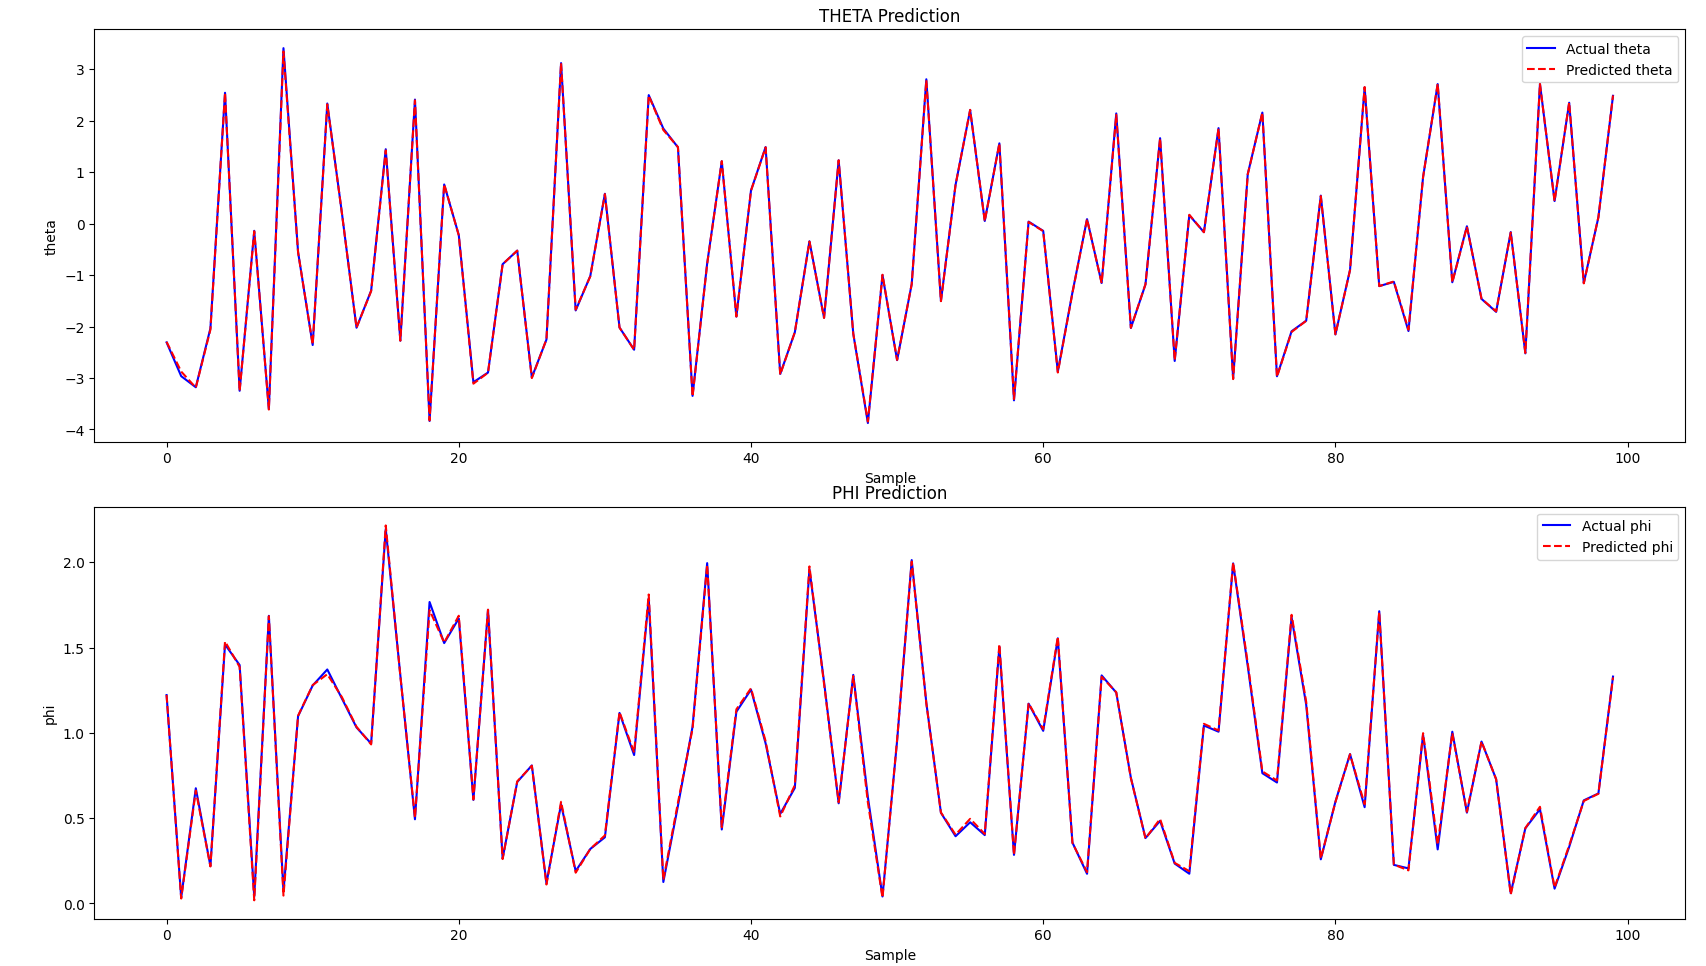 THETA Prediction
Actual theta
Predicted theta
theta
3
2
1
0
−1
−2
−3
−4
0 20 40 60 80 100
Sample
PHI Prediction
Actual phi
Predicted phi
phi
2.0
1.5
1.0
0.5
0.0
0 20 40 60 80 100
Sample